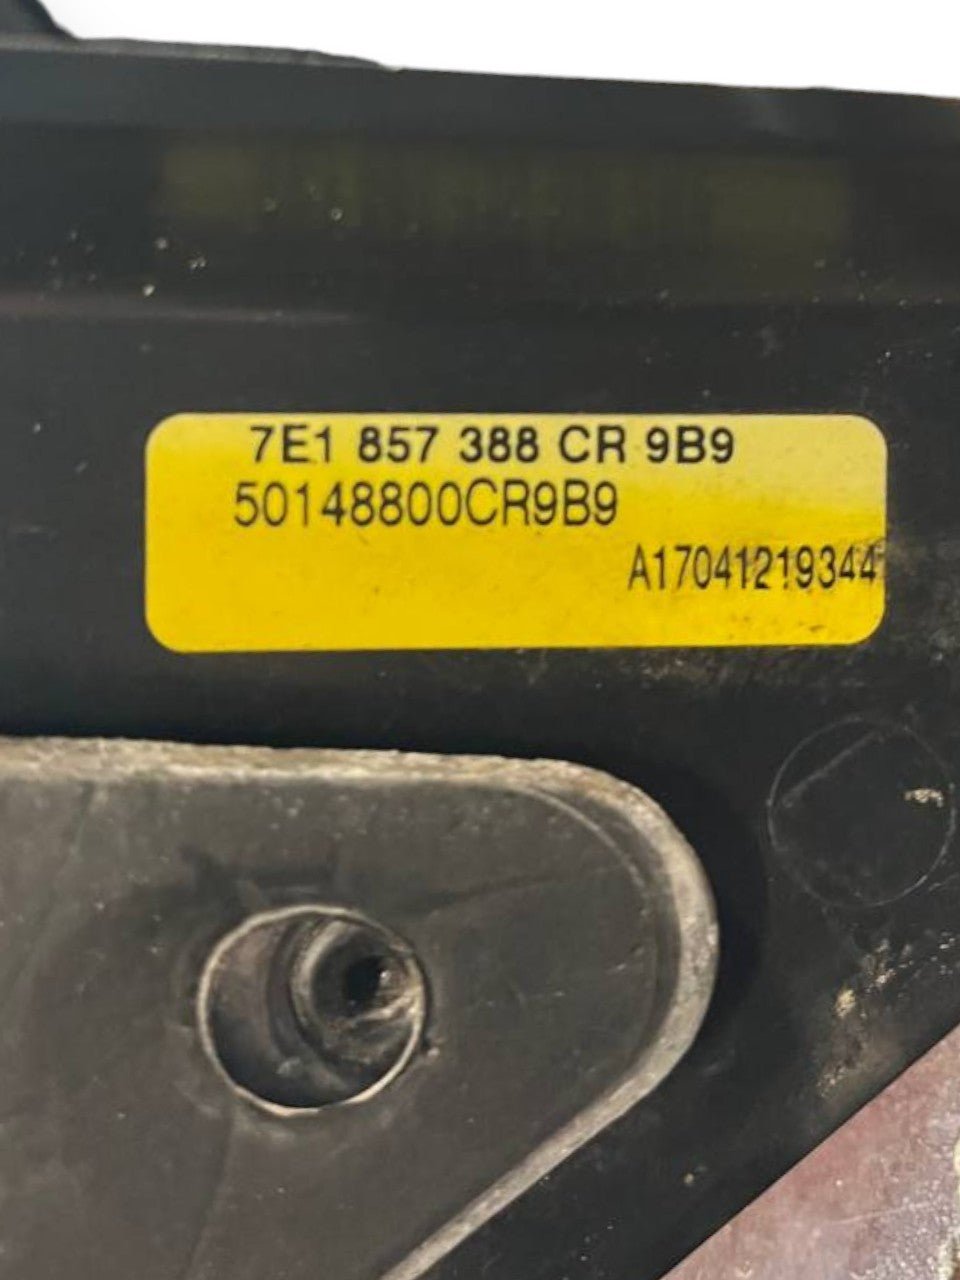 7E1 857 388 CR 9B9
50148800CR9B9
A17041219344